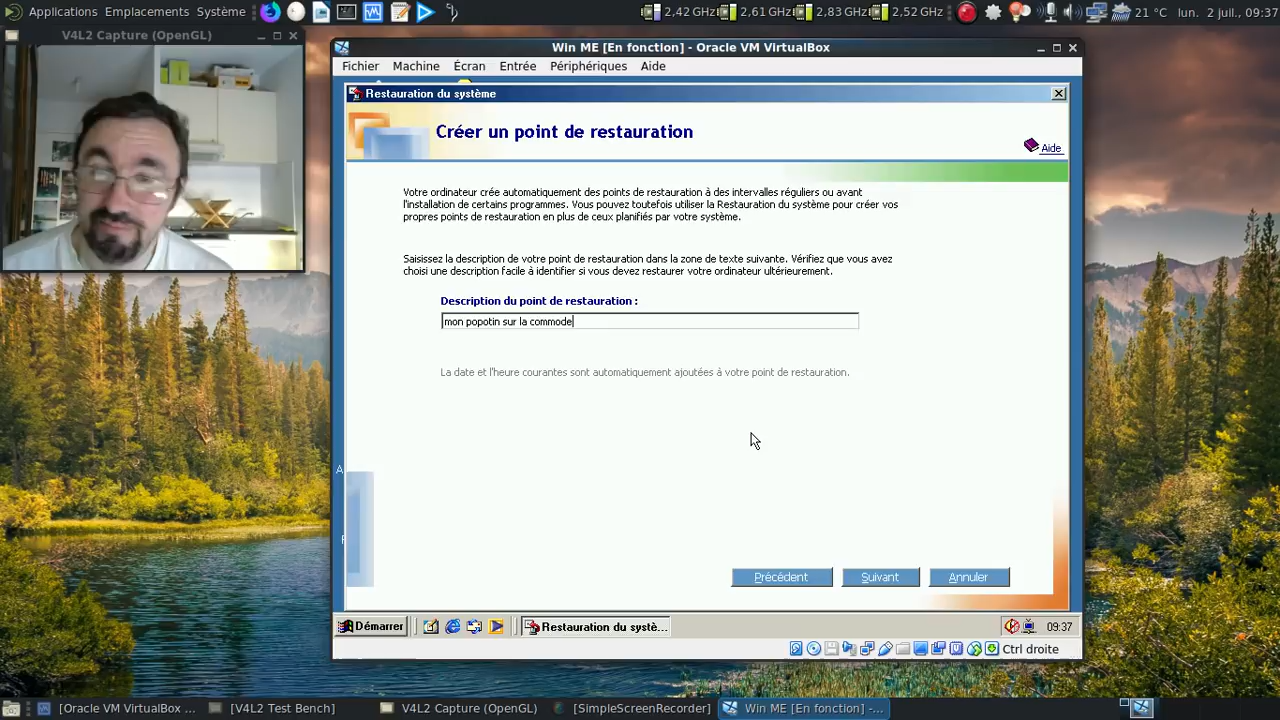 Applications Emplacements Système
2,42 GHz 2,61 GHz 2,83 GHz 2,52 GHz 21 °C lun. 2 juil., 09:37
V4L2 Capture (OpenGL)
Win ME [En fonction] - Oracle VM VirtualBox
Fichier Machine Écran Entrée Périphériques Aide
Restauration du système
Créer un point de restauration
Aide
Votre ordinateur crée automatiquement des points de restauration à des intervalles réguliers ou avant
l'installation de certains programmes. Vous pouvez toutefois utiliser la Restauration du système pour créer vos
propres points de restauration en plus de ceux planifiés par votre système.
Saisissez la description de votre point de restauration dans la zone de texte suivante. Vérifiez que vous avez
choisi une description facile à identifier si vous devez restaurer votre ordinateur ultérieurement.
Description du point de restauration :
mon popotin sur la commode
La date et l'heure courantes sont automatiquement ajoutées à votre point de restauration.
A
Précédent Suivant Annuler
Démarrer
Restauration du systè...
09:37
Ctrl droite
[Oracle VM VirtualBox ... [V4L2 Test Bench] V4L2 Capture (OpenGL) [SimpleScreenRecorder] Win ME [En fonction] -...